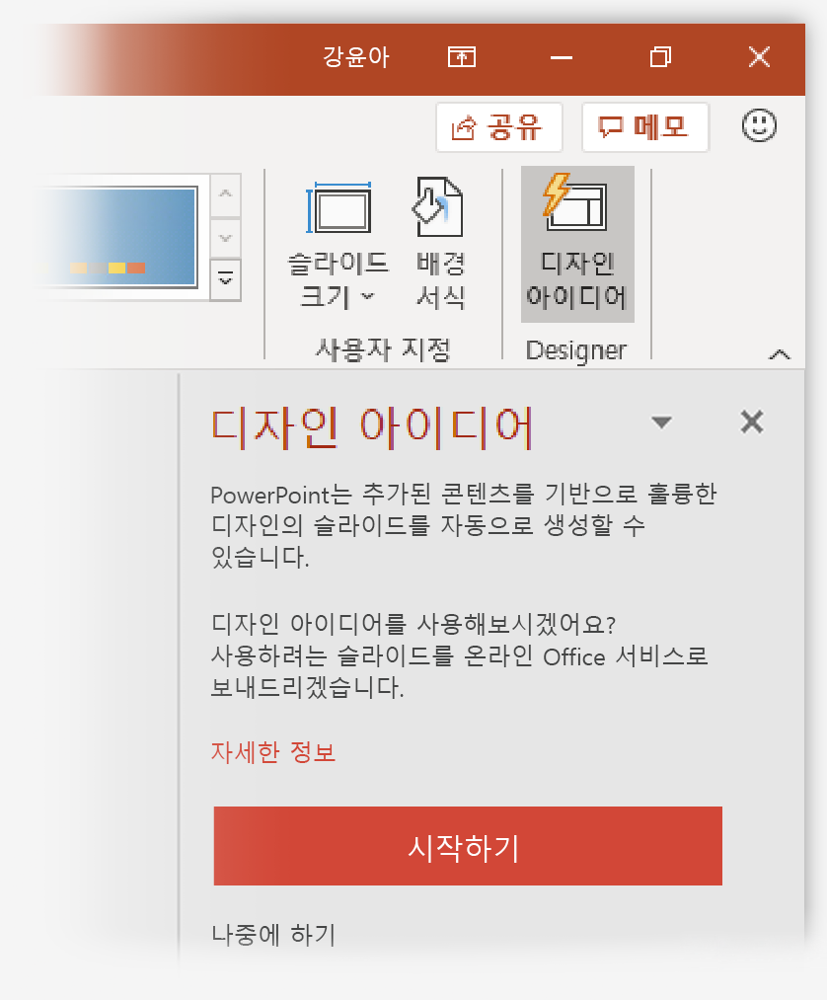 강윤아
공유 메모
슬라이드 크기
배경 서식
디자인 아이디어
사용자 지정
Designer
디자인 아이디어
PowerPoint는 추가된 콘텐츠를 기반으로 훌륭한
디자인의 슬라이드를 자동으로 생성할 수
있습니다.
디자인 아이디어를 사용해보시겠어요?
사용하려는 슬라이드를 온라인 Office 서비스로
보내드리겠습니다.
자세한 정보
시작하기
나중에 하기